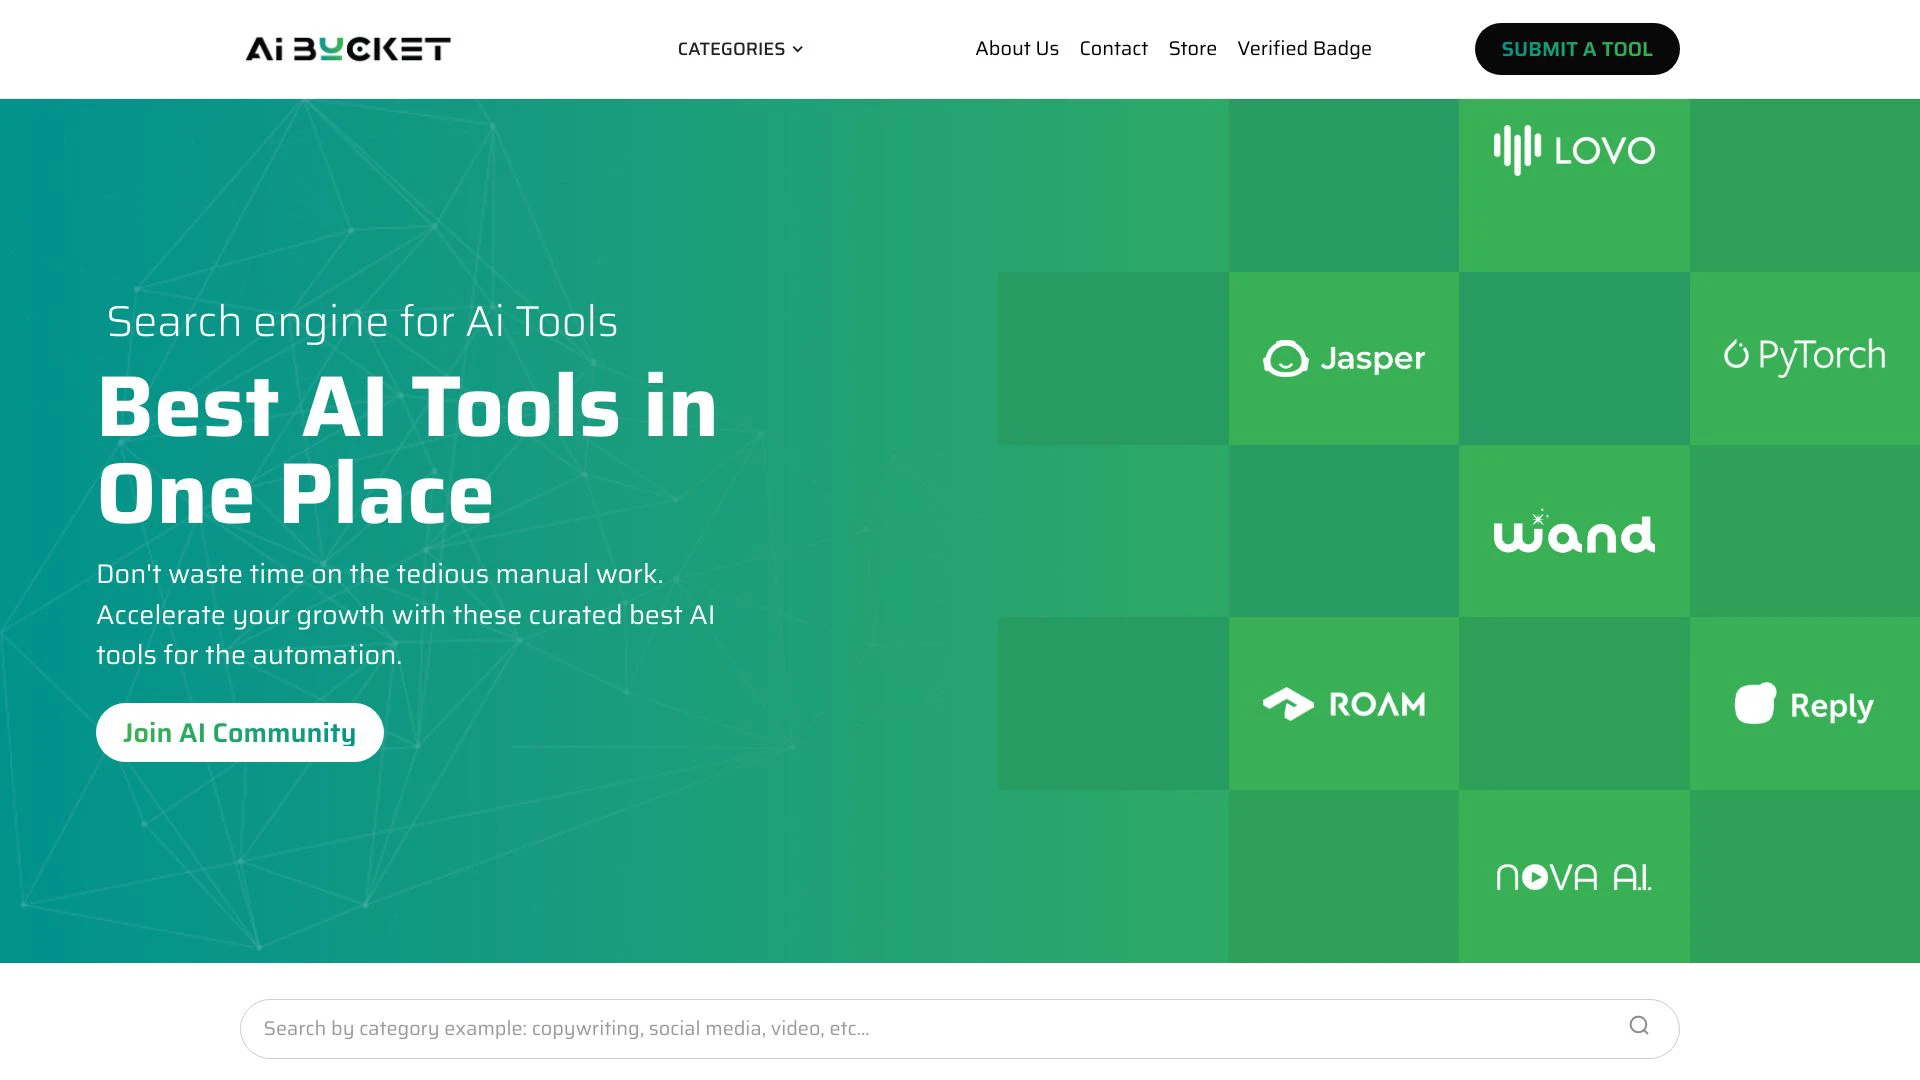 Ai BUCKET
CATEGORIES
About Us
Contact
Store
Verified Badge
SUBMIT A TOOL
Search engine for Ai Tools
Best AI Tools in
One Place
Don't waste time on the tedious manual work.
Accelerate your growth with these curated best AI
tools for the automation.
Join AI Community
LOVO
Jasper
PyTorch
wand
ROAM
Reply
NOVA A.I.
Search by category example: copywriting, social media, video, etc...